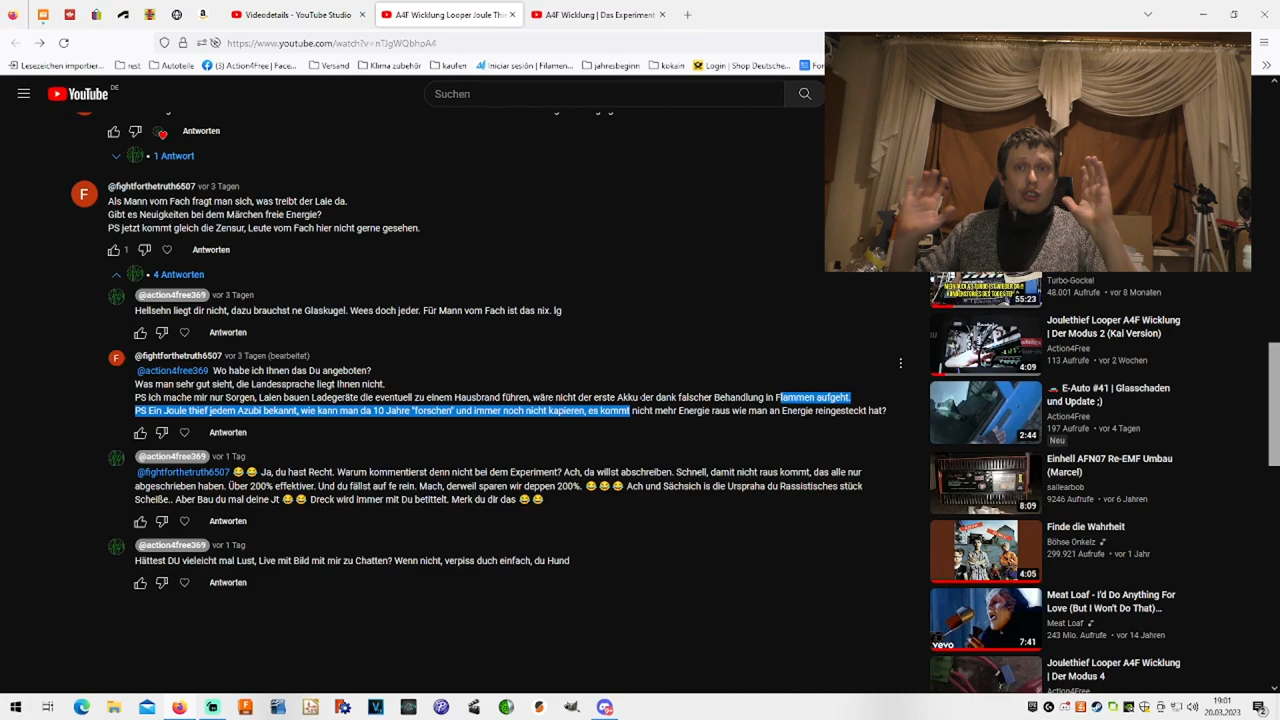 Videodetails - YouTube Studio
A4F Wicklung Looper Joule Thie
A4F Wicklung | Das Experiment
https://www.youtube.com/watch?v=nTJgWQbhpA4
Lesezeichen importier...
rest
Autoteile
(3) Action4Free | Face...
Versand
Klima zubehör
kaufen
Iniciar sesión | Filamen...
jahresbeginn
kokain
Login | Shop Deutsche...
For
YouTube DE
Suchen
Antworten
1 Antwort
F
@fightforthetruth6507 vor 3 Tagen
Als Mann vom Fach fragt man sich, was treibt der Laie da.
Gibt es Neuigkeiten bei dem Märchen freie Energie?
PS jetzt kommt gleich die Zensur, Leute vom Fach hier nicht gerne gesehen.
1 Antworten
4 Antworten
@action4free369 vor 3 Tagen
Hellsehn liegt dir nicht, dazu brauchst ne Glaskugel. Wees doch jeder. Für Mann vom Fach ist das nix. lg
Antworten
F
@fightforthetruth6507 vor 3 Tagen (bearbeitet)
@action4free369 Wo habe ich Ihnen das Du angeboten?
Was man sehr gut sieht, die Landessprache liegt Ihnen nicht.
PS ich mache mir nur Sorgen, Laien bauen Ladegeräte die eventuell zu einem Hausbrand führen, wäre nicht der erste Akku der dank falscher Behandlung in Flammen aufgeht.
PS Ein Joule thief jedem Azubi bekannt, wie kann man da 10 Jahre "forschen" und immer noch nicht kapieren, es kommt nicht mehr Energie raus wie man an Energie reingesteckt hat?
Antworten
@action4free369 vor 1 Tag
@fightforthetruth6507 😂😂 Ja, du hast Recht. Warum kommentierst denn nicht bei dem Experiment? Ach, da willst abschreiben. Schnell, damit nicht raus kommt, das alle nur
abgeschrieben haben. Über 200% effektiver. Und du fällst auf fe rein. Mach, derweil sparen wir deppen 200%. 😂😂😂 Ach und Sächsich is die Urspraha du Rassistisches stück
Scheiße.. Aber Bau du mal deine Jt 😂😂 Dreck wird immer mit Du betittelt. Merk du dir das 😂😂
Antworten
@action4free369 vor 1 Tag
Hättest DU vieleicht mal Lust, Live mit Bild mit mir zu Chatten? Wenn nicht, verpiss duch einfach, du Hund
Antworten
55:23
Turbo-Gockel
48.001 Aufrufe • vor 8 Monaten
4:09
Joulethief Looper A4F Wicklung
| Der Modus 2 (Kai Version)
Action4Free
113 Aufrufe • vor 2 Wochen
2:44
E-Auto #41 | Glasschaden
und Update ;)
Action4Free
197 Aufrufe • vor 4 Tagen
Neu
8:09
Einhell AFN07 Re-EMF Umbau
(Marcel)
sallearbob
9246 Aufrufe • vor 6 Jahren
4:05
Finde die Wahrheit
Böhse Onkelz
299.921 Aufrufe • vor 1 Jahr
vevo
7:41
Meat Loaf - I'd Do Anything For
Love (But I Won't Do That)...
Meat Loaf
243 Mio. Aufrufe • vor 14 Jahren
Joulethief Looper A4F Wicklung
| Der Modus 4
Action4Free
19:01
20.03.2023
2